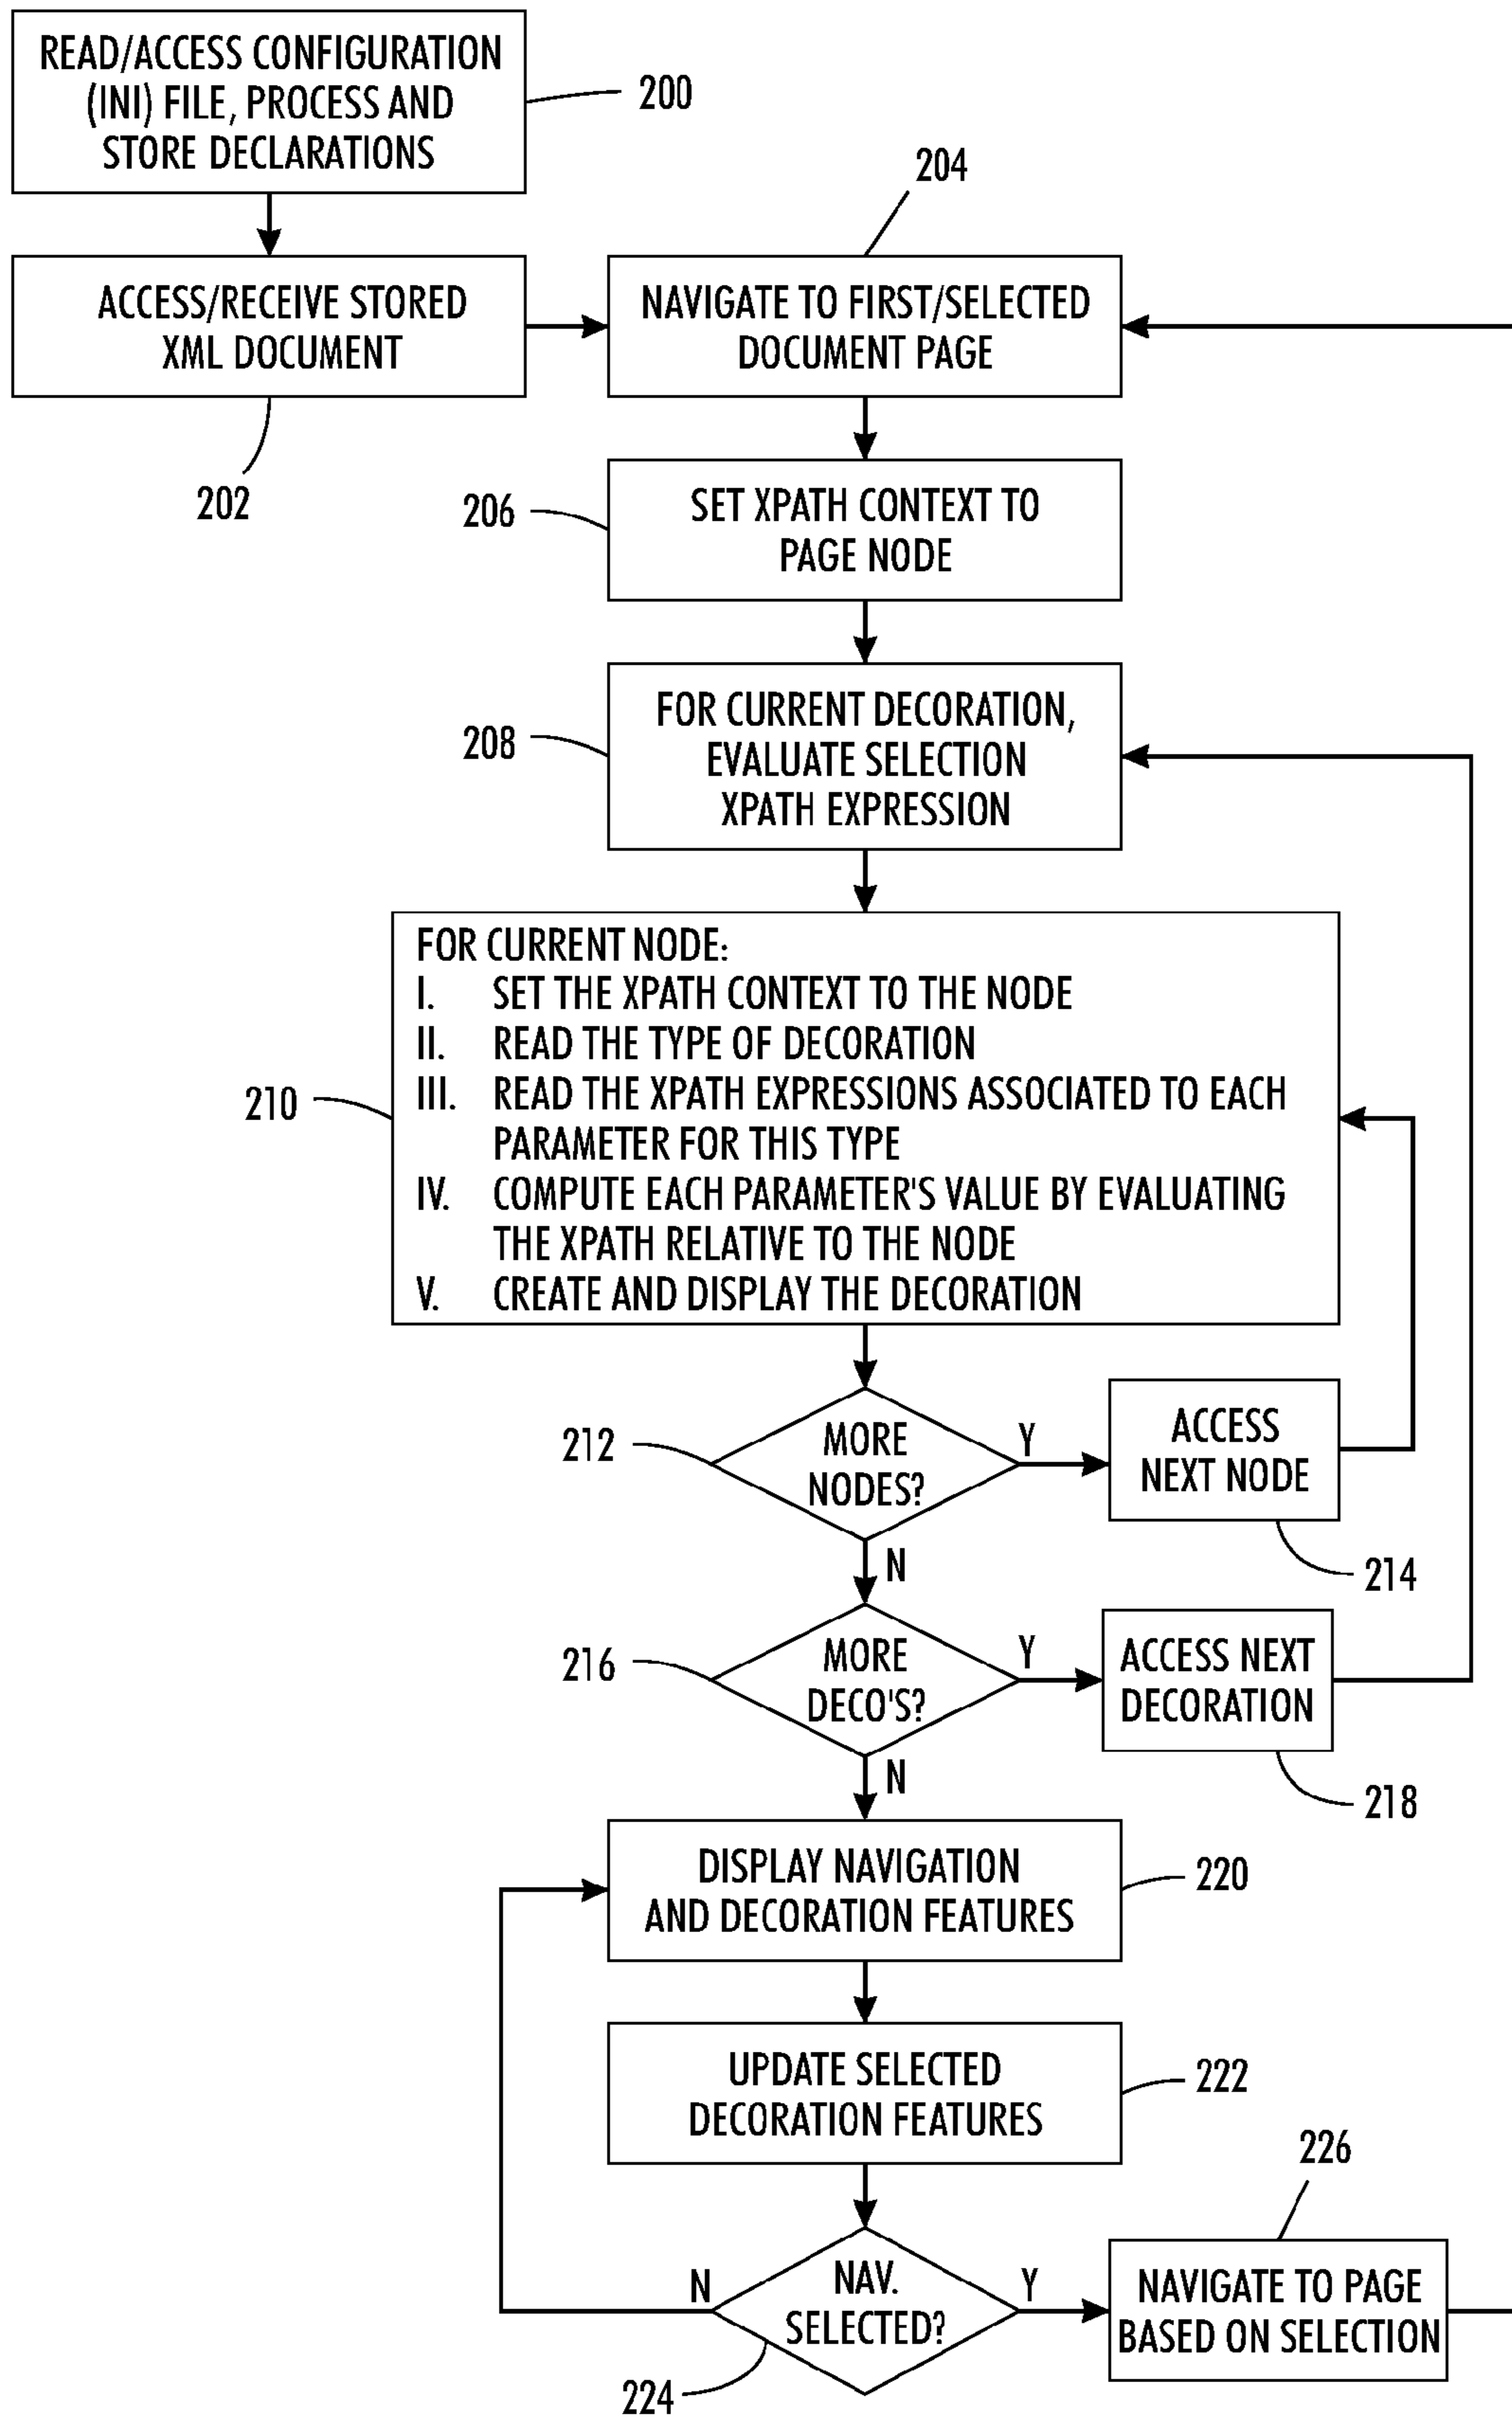 READ/ACCESS CONFIGURATION
(INI) FILE, PROCESS AND
STORE DECLARATIONS
200
204
ACCESS/RECEIVE STORED
XML DOCUMENT
202
NAVIGATE TO FIRST/SELECTED
DOCUMENT PAGE
206
SET XPATH CONTEXT TO
PAGE NODE
208
FOR CURRENT DECORATION,
EVALUATE SELECTION
XPATH EXPRESSION
210
FOR CURRENT NODE:
I. SET THE XPATH CONTEXT TO THE NODE
II. READ THE TYPE OF DECORATION
III. READ THE XPATH EXPRESSIONS ASSOCIATED TO EACH
PARAMETER FOR THIS TYPE
IV. COMPUTE EACH PARAMETER'S VALUE BY EVALUATING
THE XPATH RELATIVE TO THE NODE
V. CREATE AND DISPLAY THE DECORATION
212
MORE
NODES?
Y
ACCESS
NEXT NODE
214
N
216
MORE
DECO'S?
Y
ACCESS NEXT
DECORATION
218
N
DISPLAY NAVIGATION
AND DECORATION FEATURES
220
UPDATE SELECTED
DECORATION FEATURES
222
226
N
NAV.
SELECTED?
Y
224
NAVIGATE TO PAGE
BASED ON SELECTION